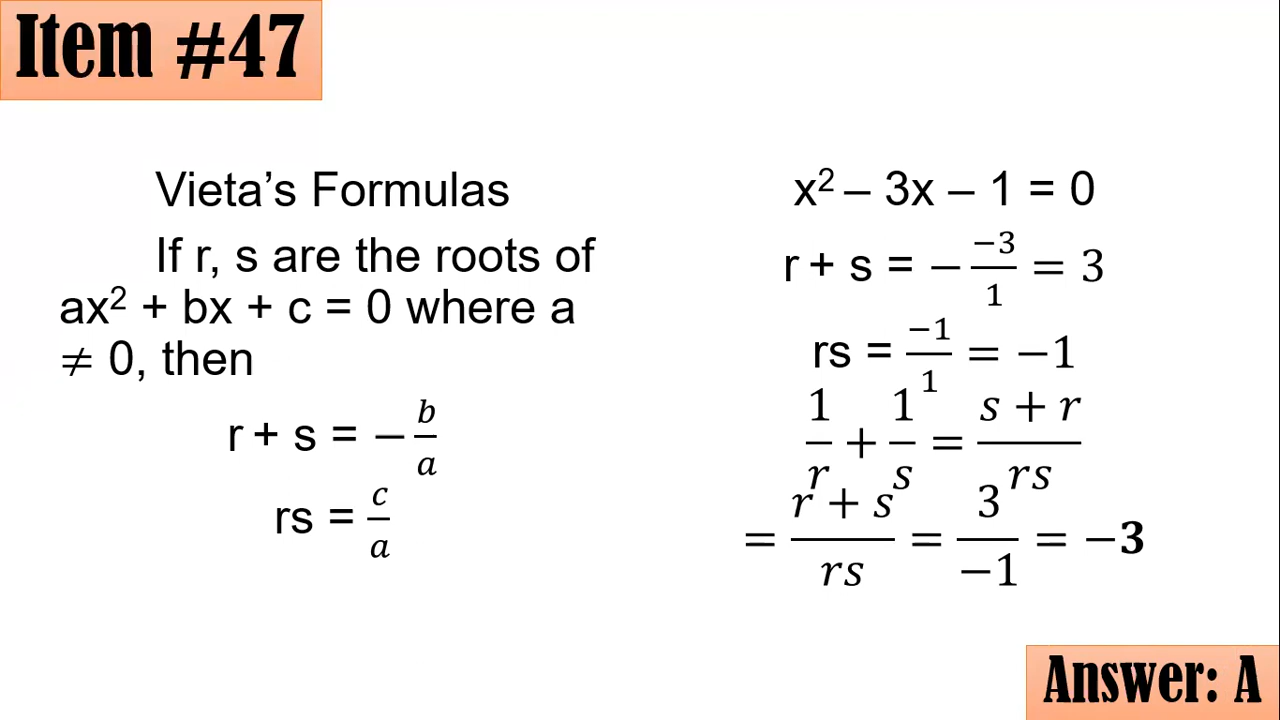 Item #47
Vieta’s Formulas
If r, s are the roots of
ax² + bx + c = 0 where a
≠ 0, then
r + s = −b/a
rs = c/a
x² – 3x – 1 = 0
r + s = −−3/1 = 3
rs = −1/1 = −1
1/r + 1/s = s + r/rs
= r + s/rs = 3/−1 = −3
Answer: A